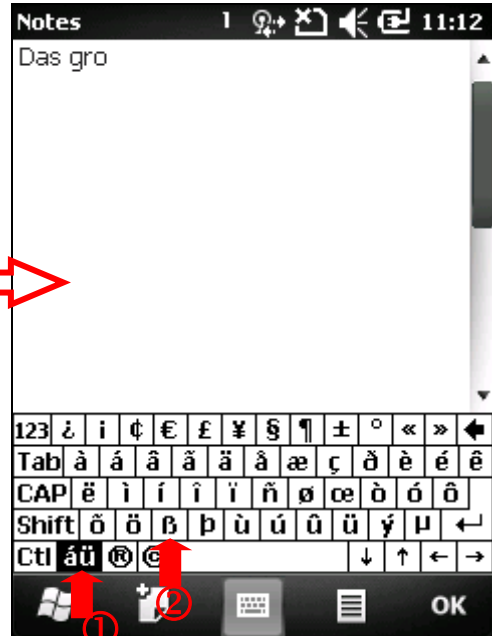 Notes 1 11:12
Das gro
123 ¿ ¡ ¢ € £ ¥ § ¶ ± ° « »
Tab à á â ã ä å æ ç ð è é ê
CAP ë ì í î ï ñ ø œ ò ó ô
Shift õ ö ß þ ù ú û ü ý µ
Ctl áü ® © ↓ ↑ ← →
OK
① ②